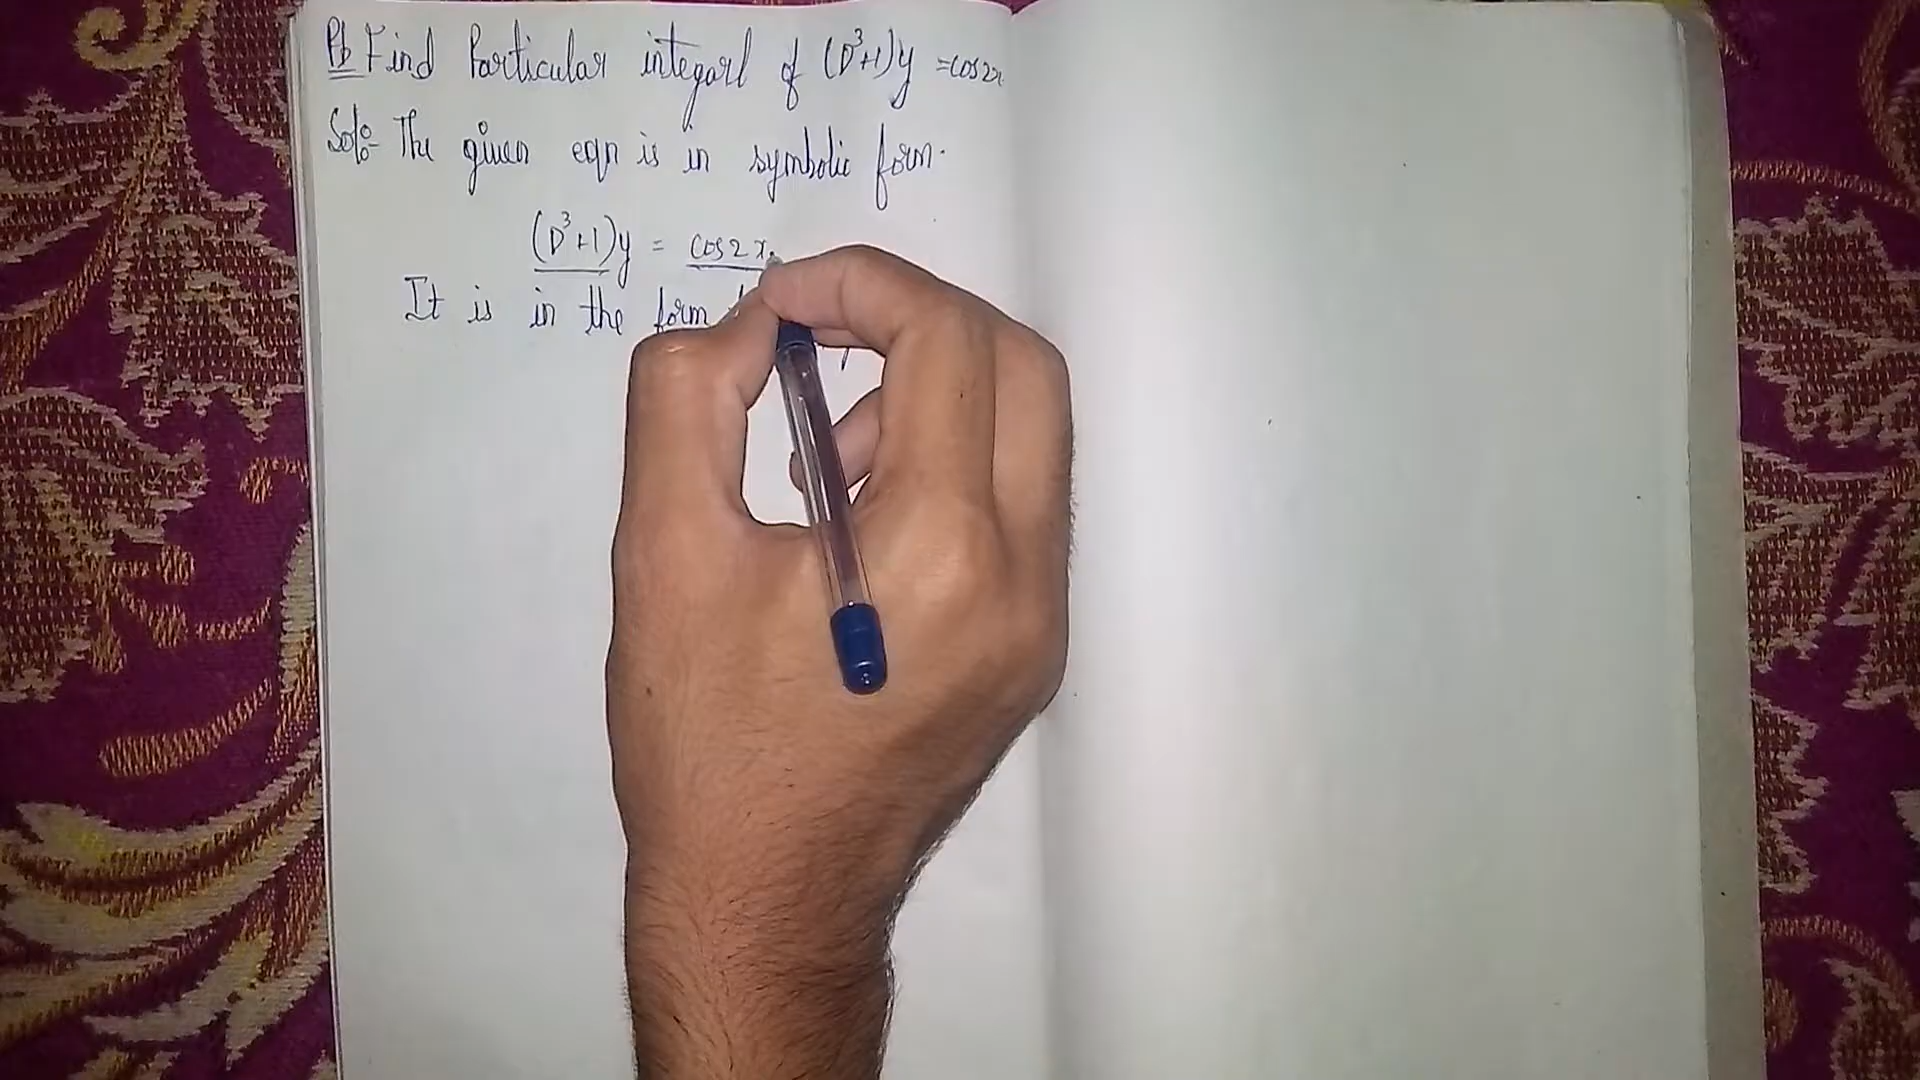 Pb Find Particular integarl of (D³+1)y = cos2x
Sol:- The given eqn is in symbolic form.
(D³+1)y = cos2x
It is in the form